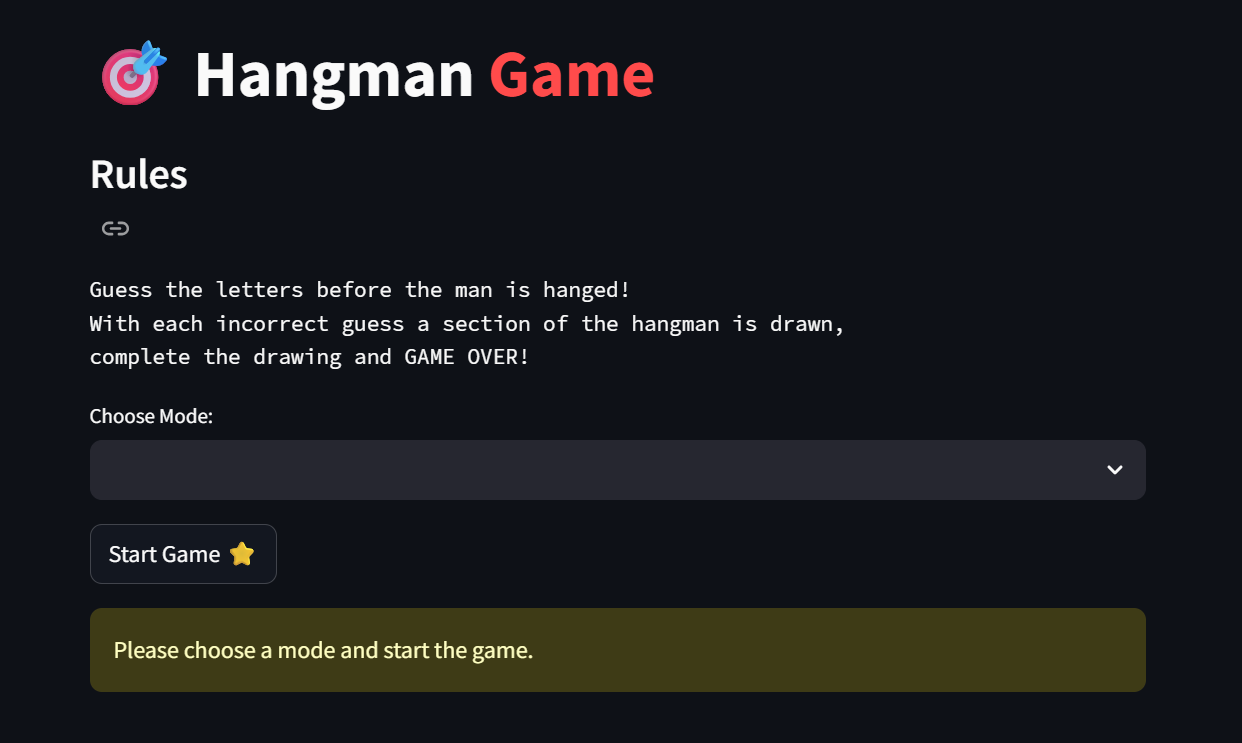 Hangman Game
Rules
Guess the letters before the man is hanged!
With each incorrect guess a section of the hangman is drawn,
complete the drawing and GAME OVER!
Choose Mode:
Start Game
Please choose a mode and start the game.